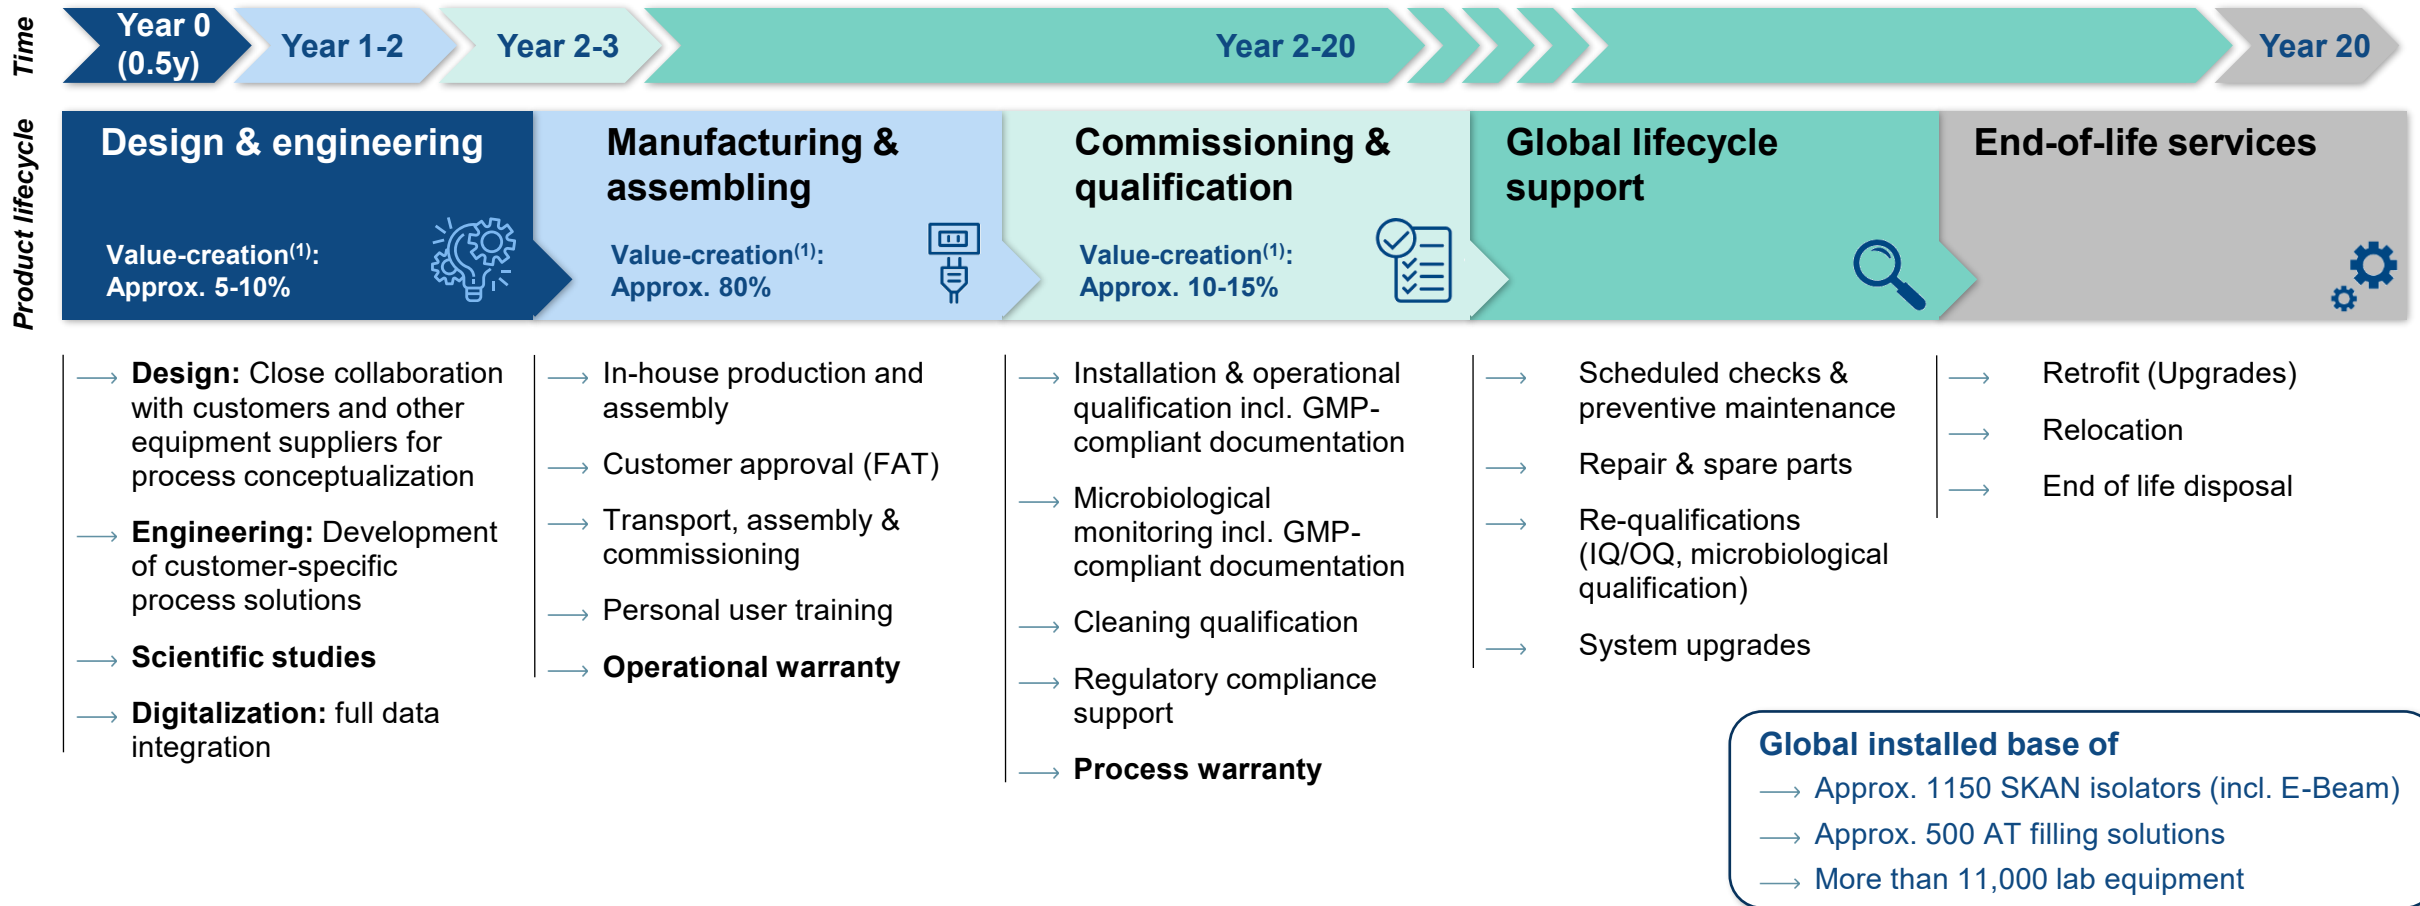 Time
Year 0
(0.5y)
Year 1-2
Year 2-3
Year 2-20
Year 20
Product lifecycle
Design & engineering
Value-creation(1):
Approx. 5-10%
Manufacturing &
assembling
Value-creation(1):
Approx. 80%
Commissioning &
qualification
Value-creation(1):
Approx. 10-15%
Global lifecycle
support
End-of-life services
Design: Close collaboration
with customers and other
equipment suppliers for
process conceptualization
Engineering: Development
of customer-specific
process solutions
Scientific studies
Digitalization: full data
integration
In-house production and
assembly
Customer approval (FAT)
Transport, assembly &
commissioning
Personal user training
Operational warranty
Installation & operational
qualification incl. GMP-
compliant documentation
Microbiological
monitoring incl. GMP-
compliant documentation
Cleaning qualification
Regulatory compliance
support
Process warranty
Scheduled checks &
preventive maintenance
Repair & spare parts
Re-qualifications
(IQ/OQ, microbiological
qualification)
System upgrades
Retrofit (Upgrades)
Relocation
End of life disposal
Global installed base of
Approx. 1150 SKAN isolators (incl. E-Beam)
Approx. 500 AT filling solutions
More than 11,000 lab equipment